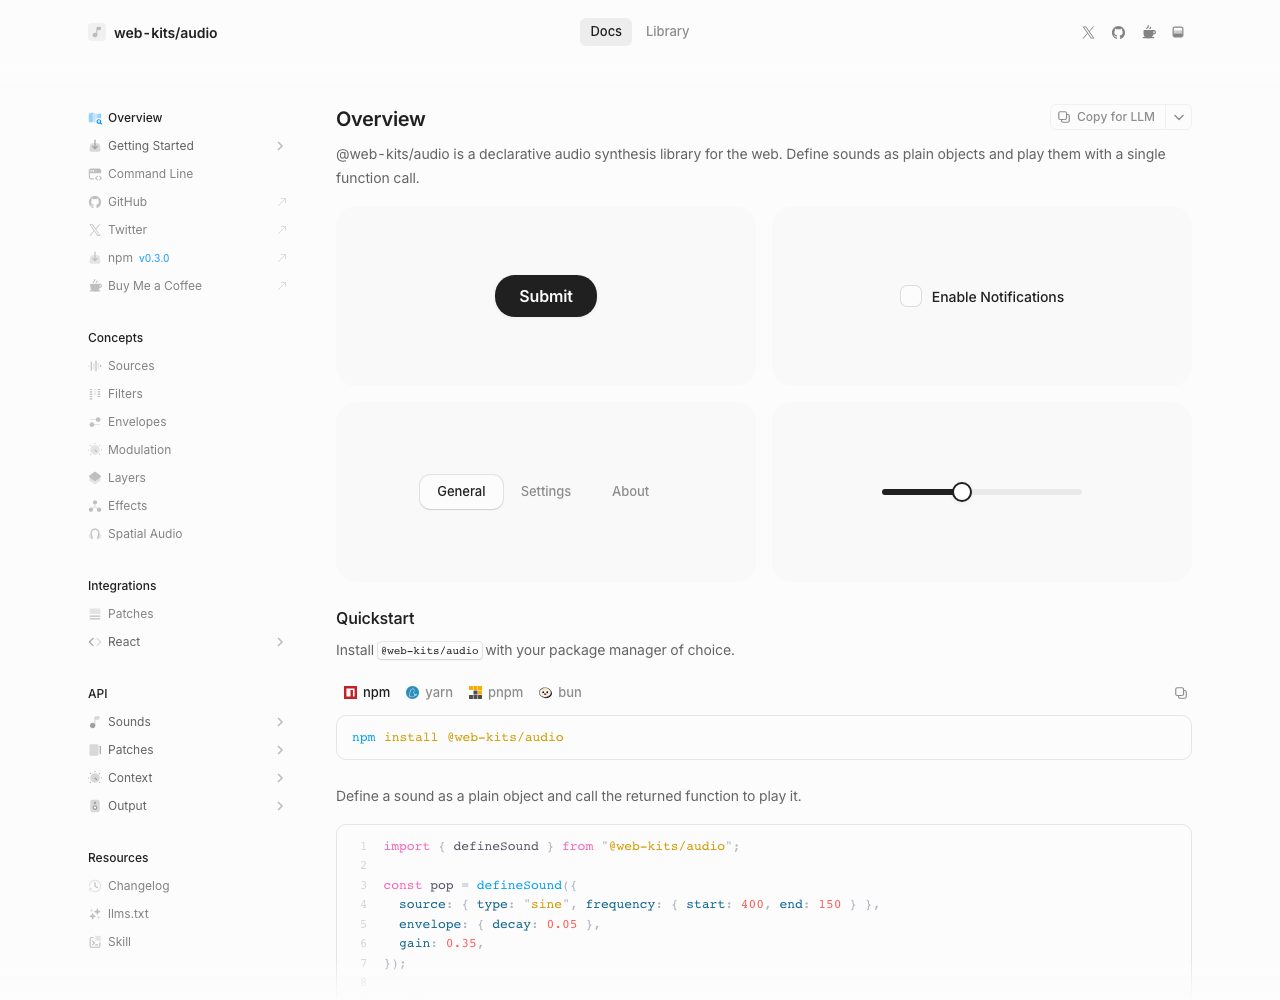 web-kits/audio
Docs
Library
Overview
Getting Started
Command Line
GitHub
Twitter
npm v0.3.0
Buy Me a Coffee
Concepts
Sources
Filters
Envelopes
Modulation
Layers
Effects
Spatial Audio
Integrations
Patches
React
API
Sounds
Patches
Context
Output
Resources
Changelog
llms.txt
Skill
Overview
Copy for LLM
@web-kits/audio is a declarative audio synthesis library for the web. Define sounds as plain objects and play them with a single
function call.
Submit
Enable Notifications
General
Settings
About
Quickstart
Install @web-kits/audio with your package manager of choice.
npm
yarn
pnpm
bun
npm install @web-kits/audio
Define a sound as a plain object and call the returned function to play it.
1 import { defineSound } from "@web-kits/audio";
2
3 const pop = defineSound({
4 source: { type: "sine", frequency: { start: 400, end: 150 } },
5 envelope: { decay: 0.05 },
6 gain: 0.35,
7 });
8